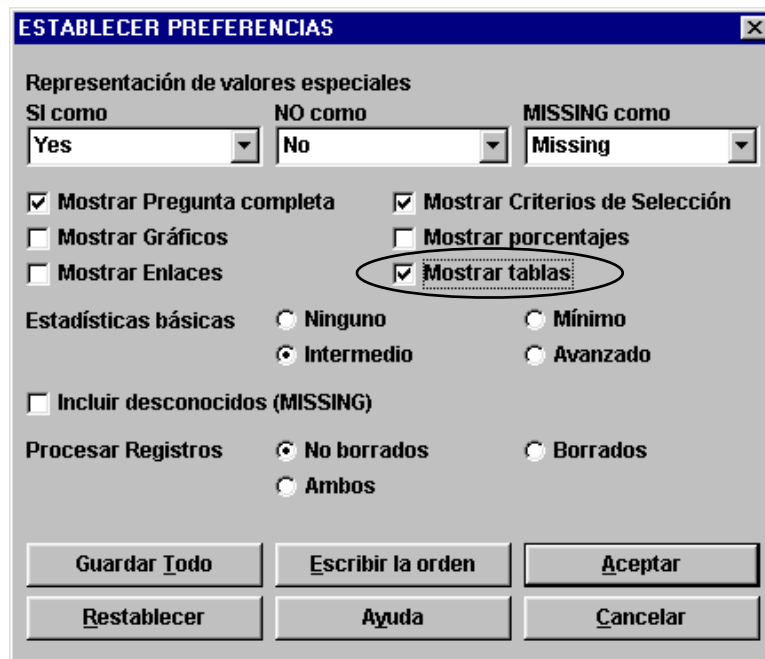 ESTABLECER PREFERENCIAS
Representación de valores especiales
SI como NO como MISSING como
Yes No Missing
Mostrar Pregunta completa Mostrar Criterios de Selección
Mostrar Gráficos Mostrar porcentajes
Mostrar Enlaces Mostrar tablas
Estadísticas básicas Ninguno Mínimo
Intermedio Avanzado
Incluir desconocidos (MISSING)
Procesar Registros No borrados Borrados
Ambos
Guardar Todo Escribir la orden Aceptar
Restablecer Ayuda Cancelar